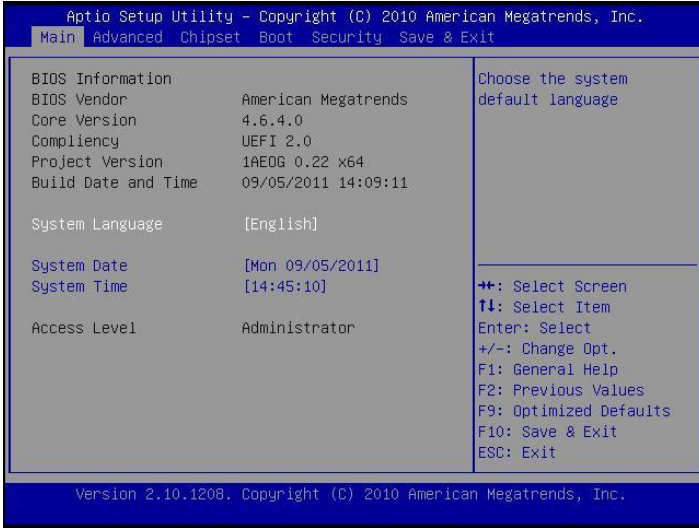 Aptio Setup Utility - Copyright (C) 2010 American Megatrends, Inc.
Main Advanced Chipset Boot Security Save & Exit
BIOS Information
BIOS Vendor American Megatrends
Core Version 4.6.4.0
Compliency UEFI 2.0
Project Version 1AEOG 0.22 x64
Build Date and Time 09/05/2011 14:09:11
System Language [English]
System Date [Mon 09/05/2011]
System Time [14:45:10]
Access Level Administrator
Choose the system
default language
→←: Select Screen
↑↓: Select Item
Enter: Select
+/-: Change Opt.
F1: General Help
F2: Previous Values
F9: Optimized Defaults
F10: Save & Exit
ESC: Exit
Version 2.10.1208. Copyright (C) 2010 American Megatrends, Inc.